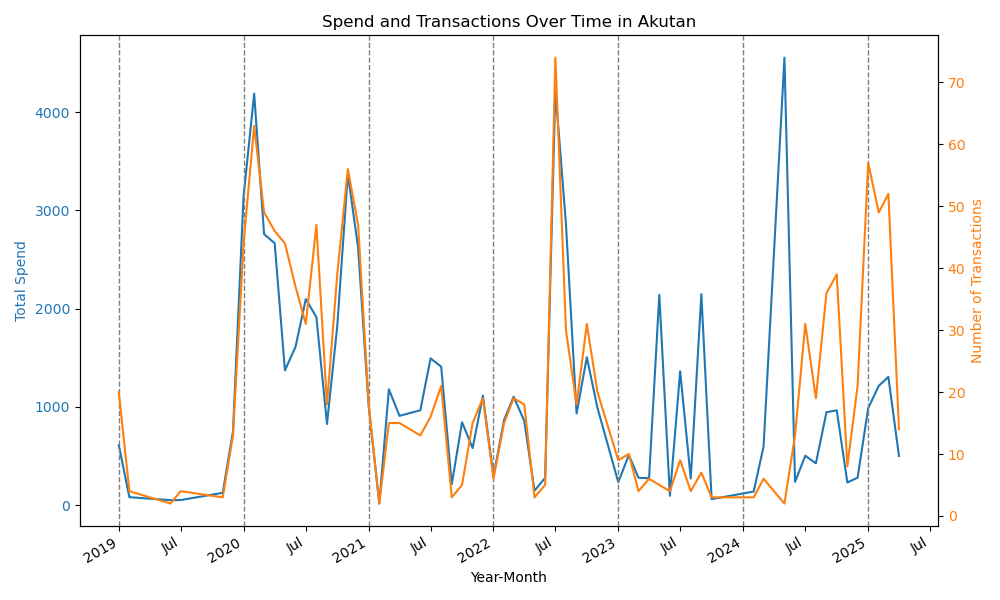 Spend and Transactions Over Time in Akutan
Total Spend
4000
3000
2000
1000
0
70
60
50
40
30
20
10
0
Number of Transactions
2019 Jul 2020 Jul 2021 Jul 2022 Jul 2023 Jul 2024 Jul 2025 Jul
Year-Month